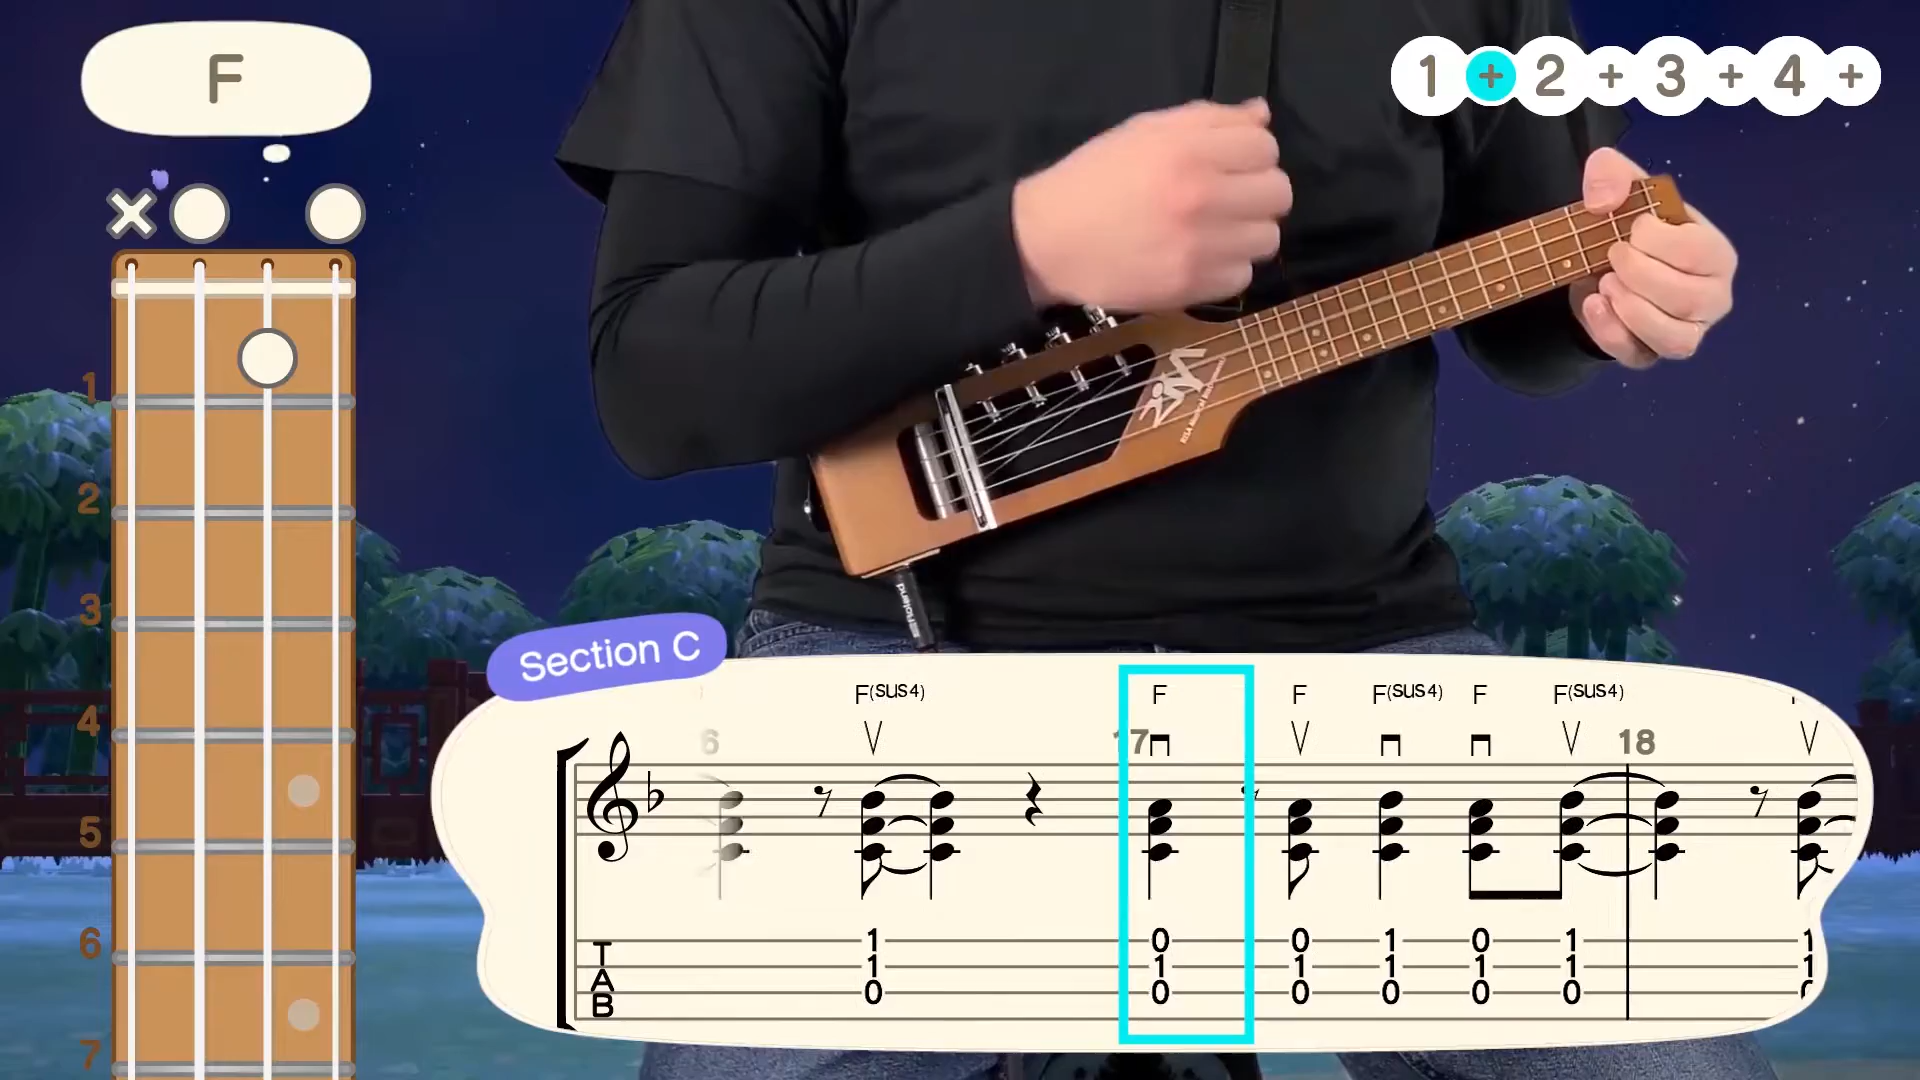 F
1 + 2 + 3 + 4 +
1
2
3
4
5
6
7
RISA
Roland
Section C
F(sus4) F F F(sus4) F F(sus4)
6 17 18
T 1 0 0 1 0 1 1
A 1 1 1 1 1 1 1
B 0 0 0 0 0 0